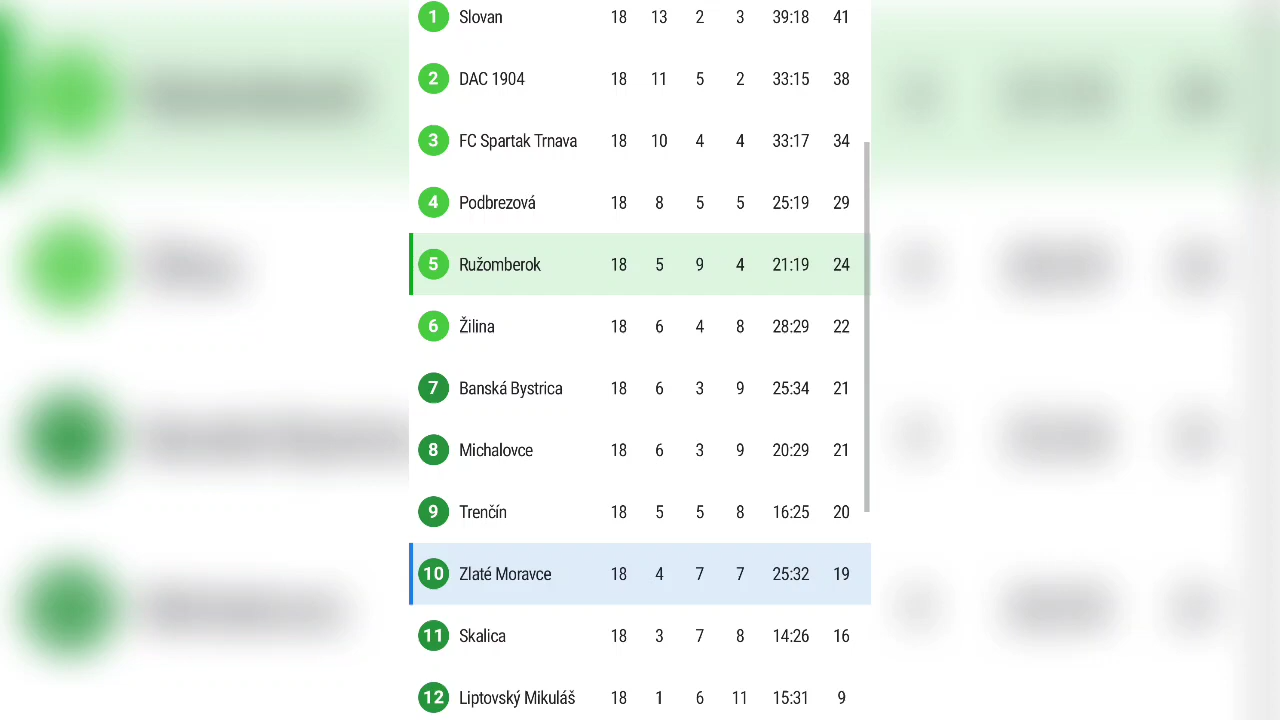 1 Slovan 18 13 2 3 39:18 41
2 DAC 1904 18 11 5 2 33:15 38
3 FC Spartak Trnava 18 10 4 4 33:17 34
4 Podbrezová 18 8 5 5 25:19 29
5 Ružomberok 18 5 9 4 21:19 24
6 Žilina 18 6 4 8 28:29 22
7 Banská Bystrica 18 6 3 9 25:34 21
8 Michalovce 18 6 3 9 20:29 21
9 Trenčín 18 5 5 8 16:25 20
10 Zlaté Moravce 18 4 7 7 25:32 19
11 Skalica 18 3 7 8 14:26 16
12 Liptovský Mikuláš 18 1 6 11 15:31 9